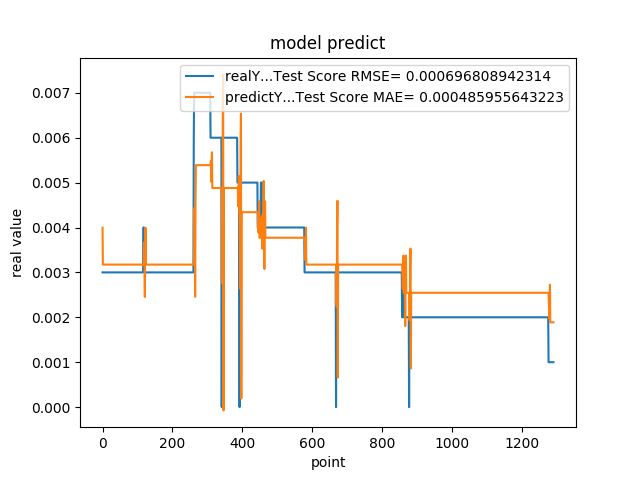 model predict
realY...Test Score RMSE= 0.000696808942314
predictY...Test Score MAE= 0.000485955643223
real value
0.007
0.006
0.005
0.004
0.003
0.002
0.001
0.000
0 200 400 600 800 1000 1200
point